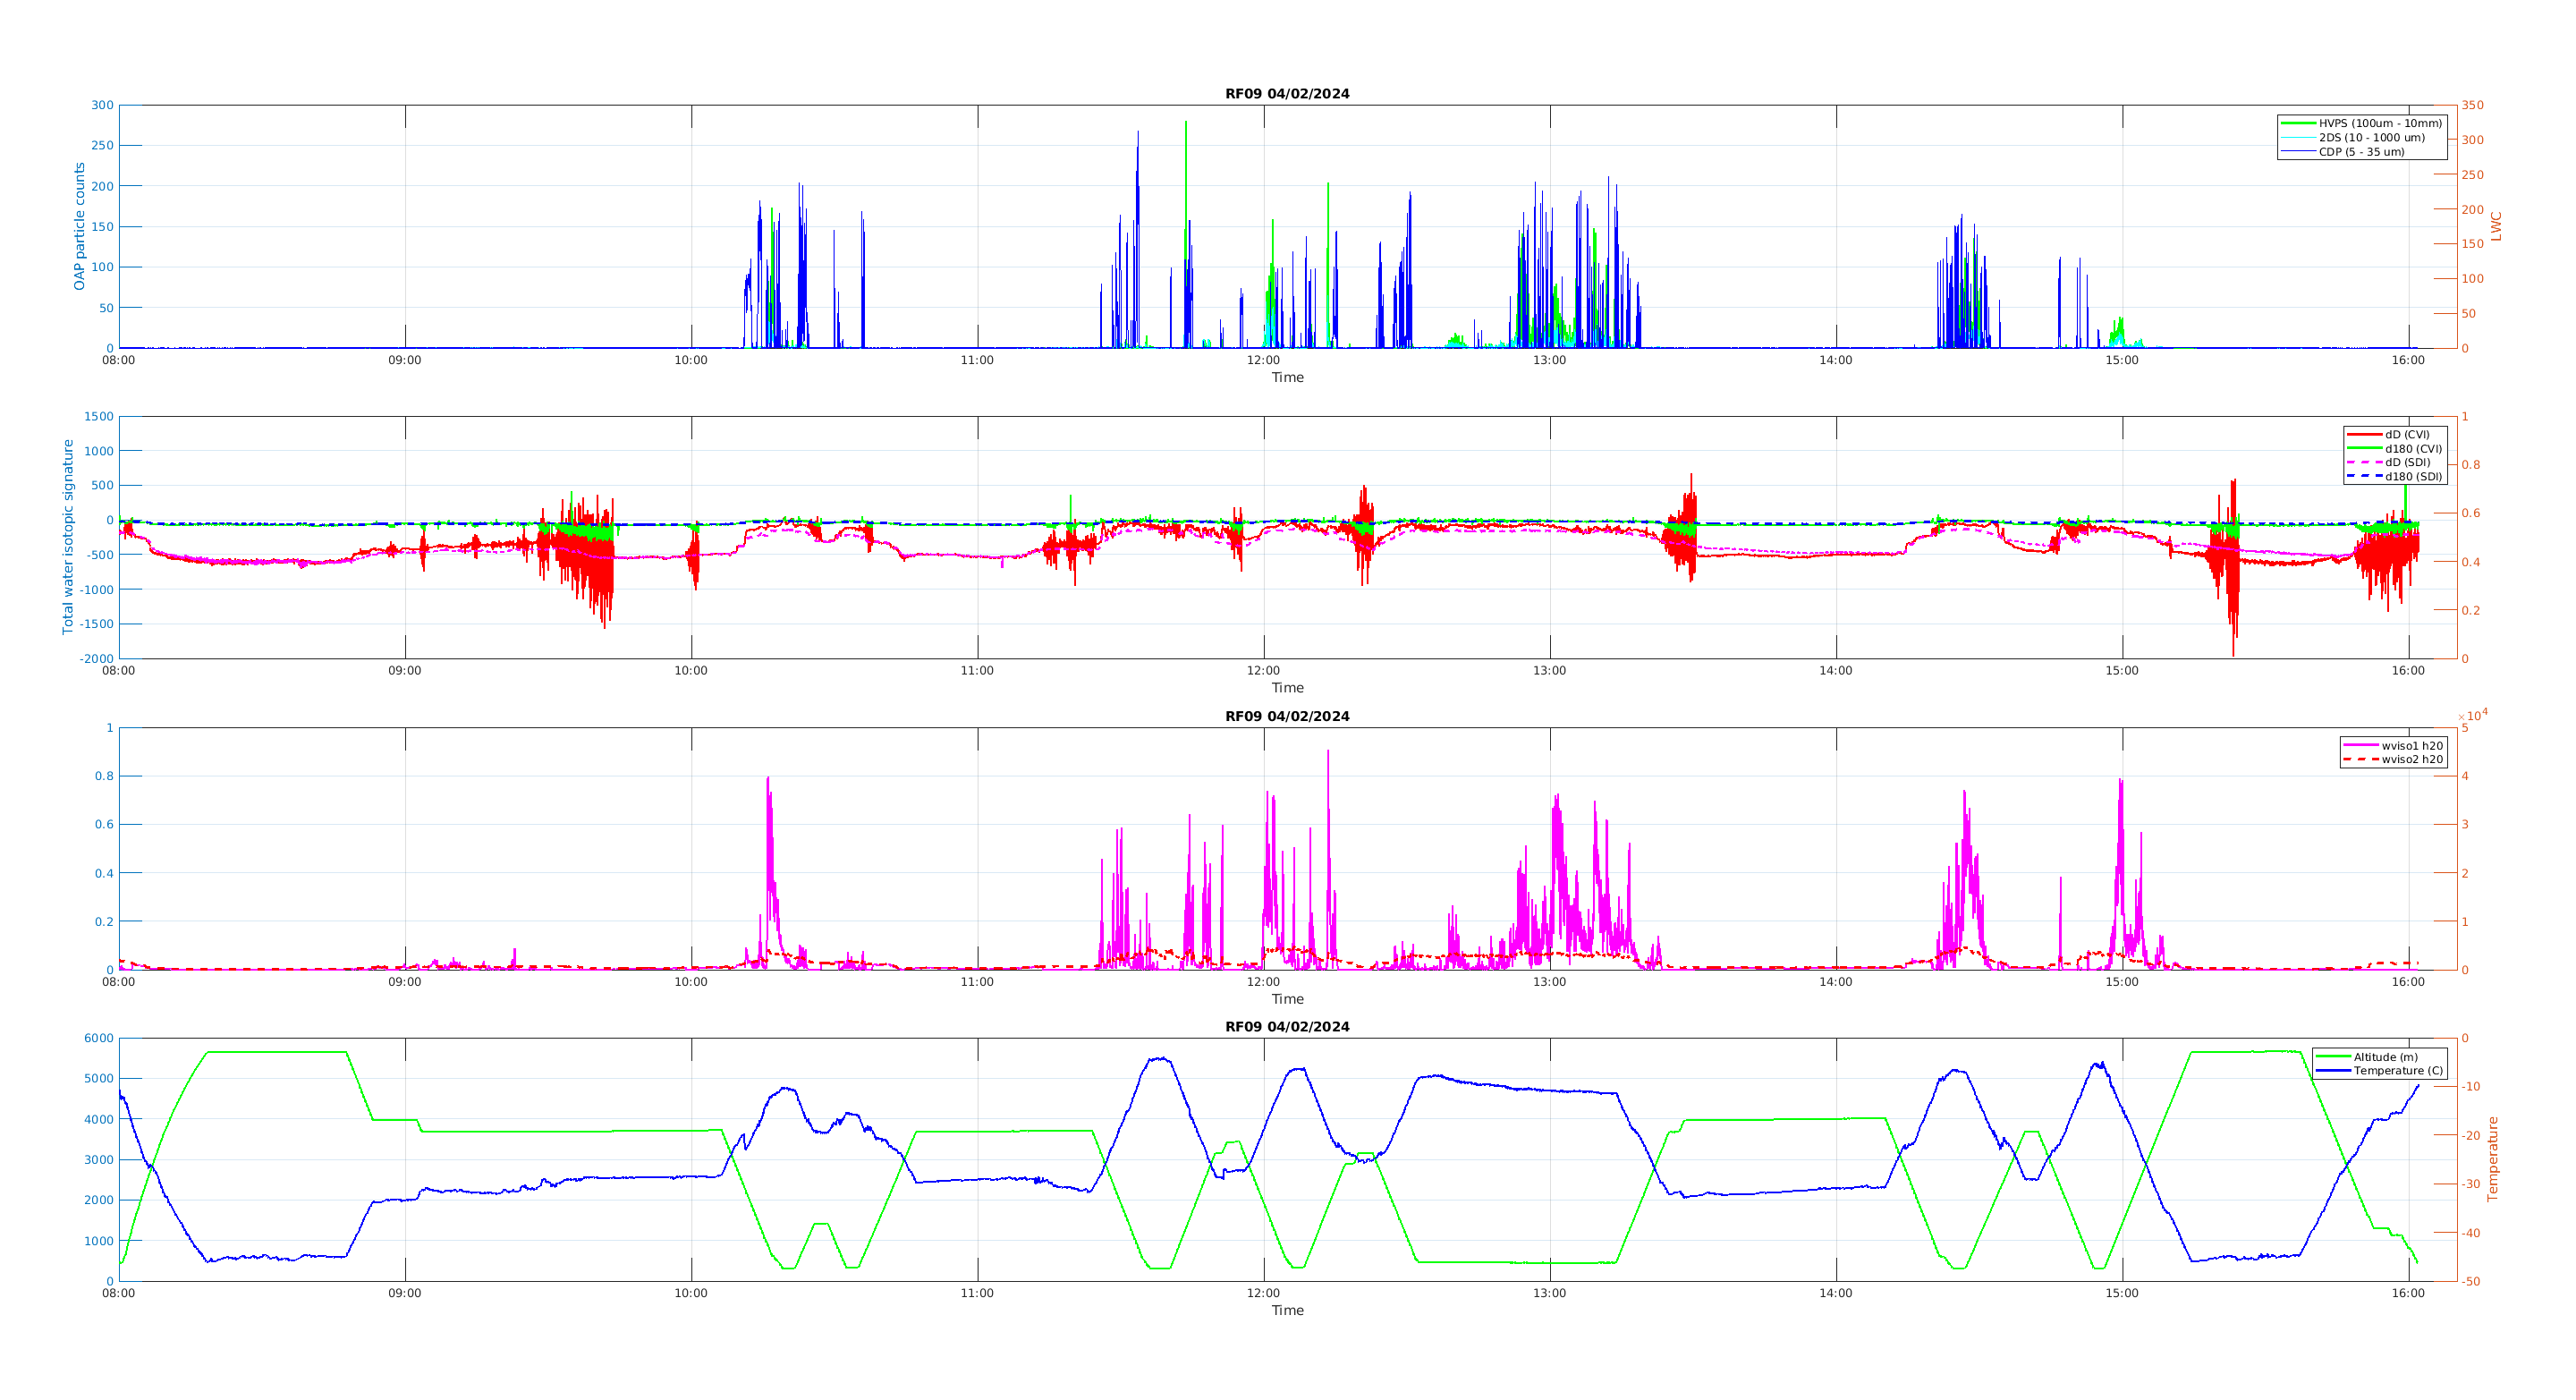 RF09 04/02/2024
300
250
200
150
100
50
0
OAP particle counts
350
300
250
200
150
100
50
0
LWC
HVPS (100um - 10mm)
2DS (10 - 1000 um)
CDP (5 - 35 um)
08:00 09:00 10:00 11:00 12:00 13:00 14:00 15:00 16:00
Time
1500
1000
500
0
-500
-1000
-1500
-2000
Total water isotopic signature
1
0.8
0.6
0.4
0.2
0
dD (CVI)
d180 (CVI)
dD (SDI)
d180 (SDI)
08:00 09:00 10:00 11:00 12:00 13:00 14:00 15:00 16:00
Time
RF09 04/02/2024
×10^4
1
0.8
0.6
0.4
0.2
0
5
4
3
2
1
0
wviso1 h20
wviso2 h20
08:00 09:00 10:00 11:00 12:00 13:00 14:00 15:00 16:00
Time
RF09 04/02/2024
6000
5000
4000
3000
2000
1000
0
0
-10
-20
-30
-40
-50
Temperature
Altitude (m)
Temperature (C)
08:00 09:00 10:00 11:00 12:00 13:00 14:00 15:00 16:00
Time